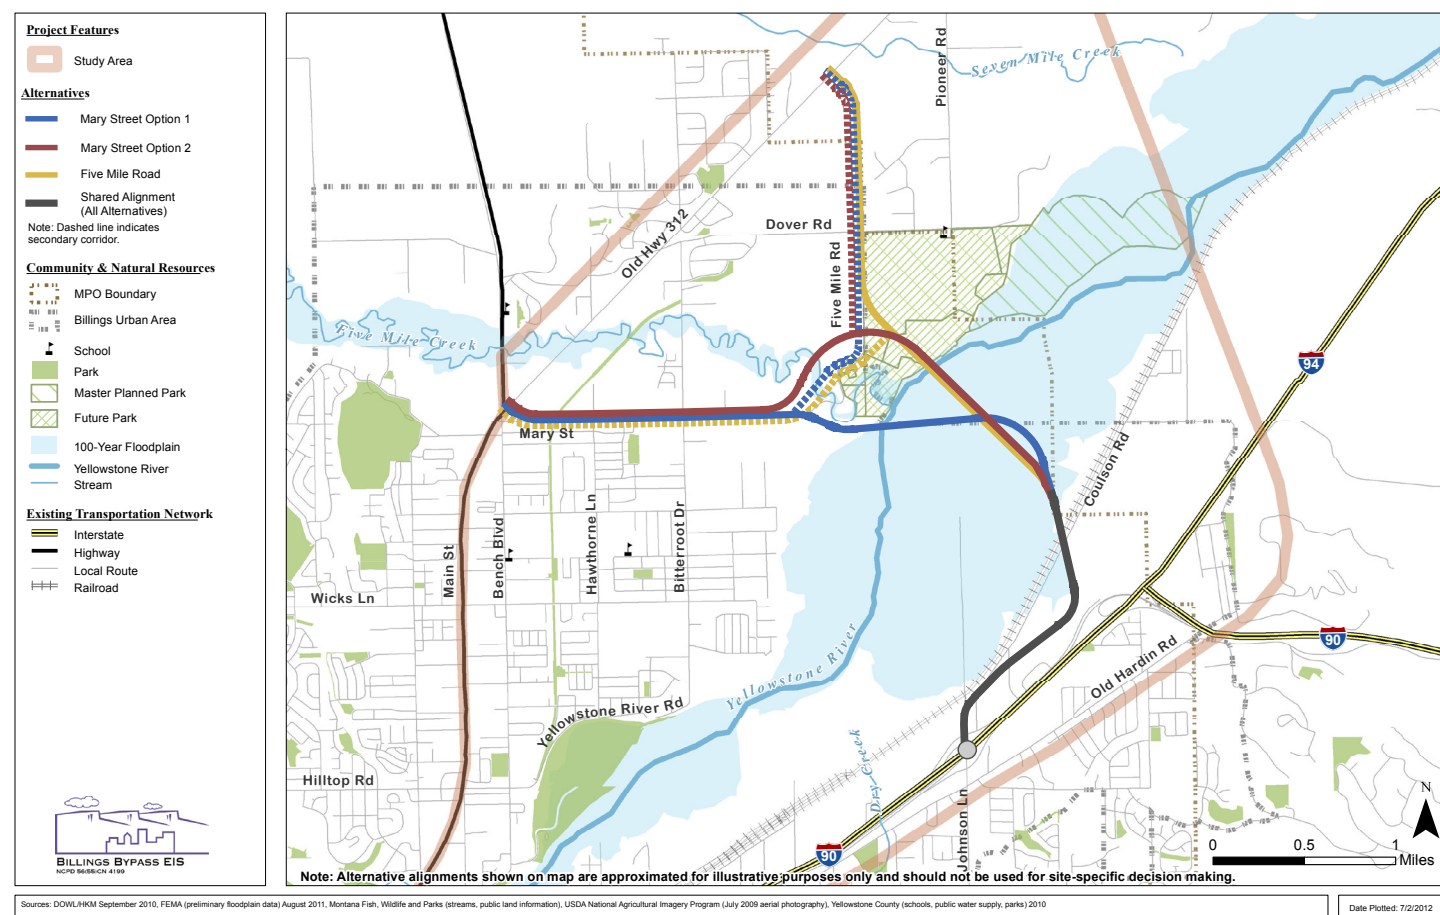 Project Features
Study Area
Alternatives
Mary Street Option 1
Mary Street Option 2
Five Mile Road
Shared Alignment
(All Alternatives)
Note: Dashed line indicates
secondary corridor.
Community & Natural Resources
MPO Boundary
Billings Urban Area
School
Park
Master Planned Park
Future Park
100-Year Floodplain
Yellowstone River
Stream
Existing Transportation Network
Interstate
Highway
Local Route
Railroad
BILLINGS BYPASS EIS
NCPD 56(55)CN 4199
Pioneer Rd
Seven Mile Creek
Old Hwy 312
Dover Rd
Five Mile Rd
Five Mile Creek
94
Mary St
Coulson Rd
Main St
Bench Blvd
Hawthorne Ln
Bitterroot Dr
Wicks Ln
90
Old Hardin Rd
Yellowstone River
Yellowstone River Rd
Dry Creek
Hilltop Rd
Johnson Ln
90
N
0 0.5 1
Miles
Note: Alternative alignments shown on map are approximated for illustrative purposes only and should not be used for site-specific decision making.
Sources: DOWL/HKM September 2010, FEMA (preliminary floodplain data) August 2011, Montana Fish, Wildlife and Parks (streams, public land information), USDA National Agricultural Imagery Program (July 2009 aerial photography), Yellowstone County (schools, public water supply, parks) 2010
Date Plotted: 7/2/2012